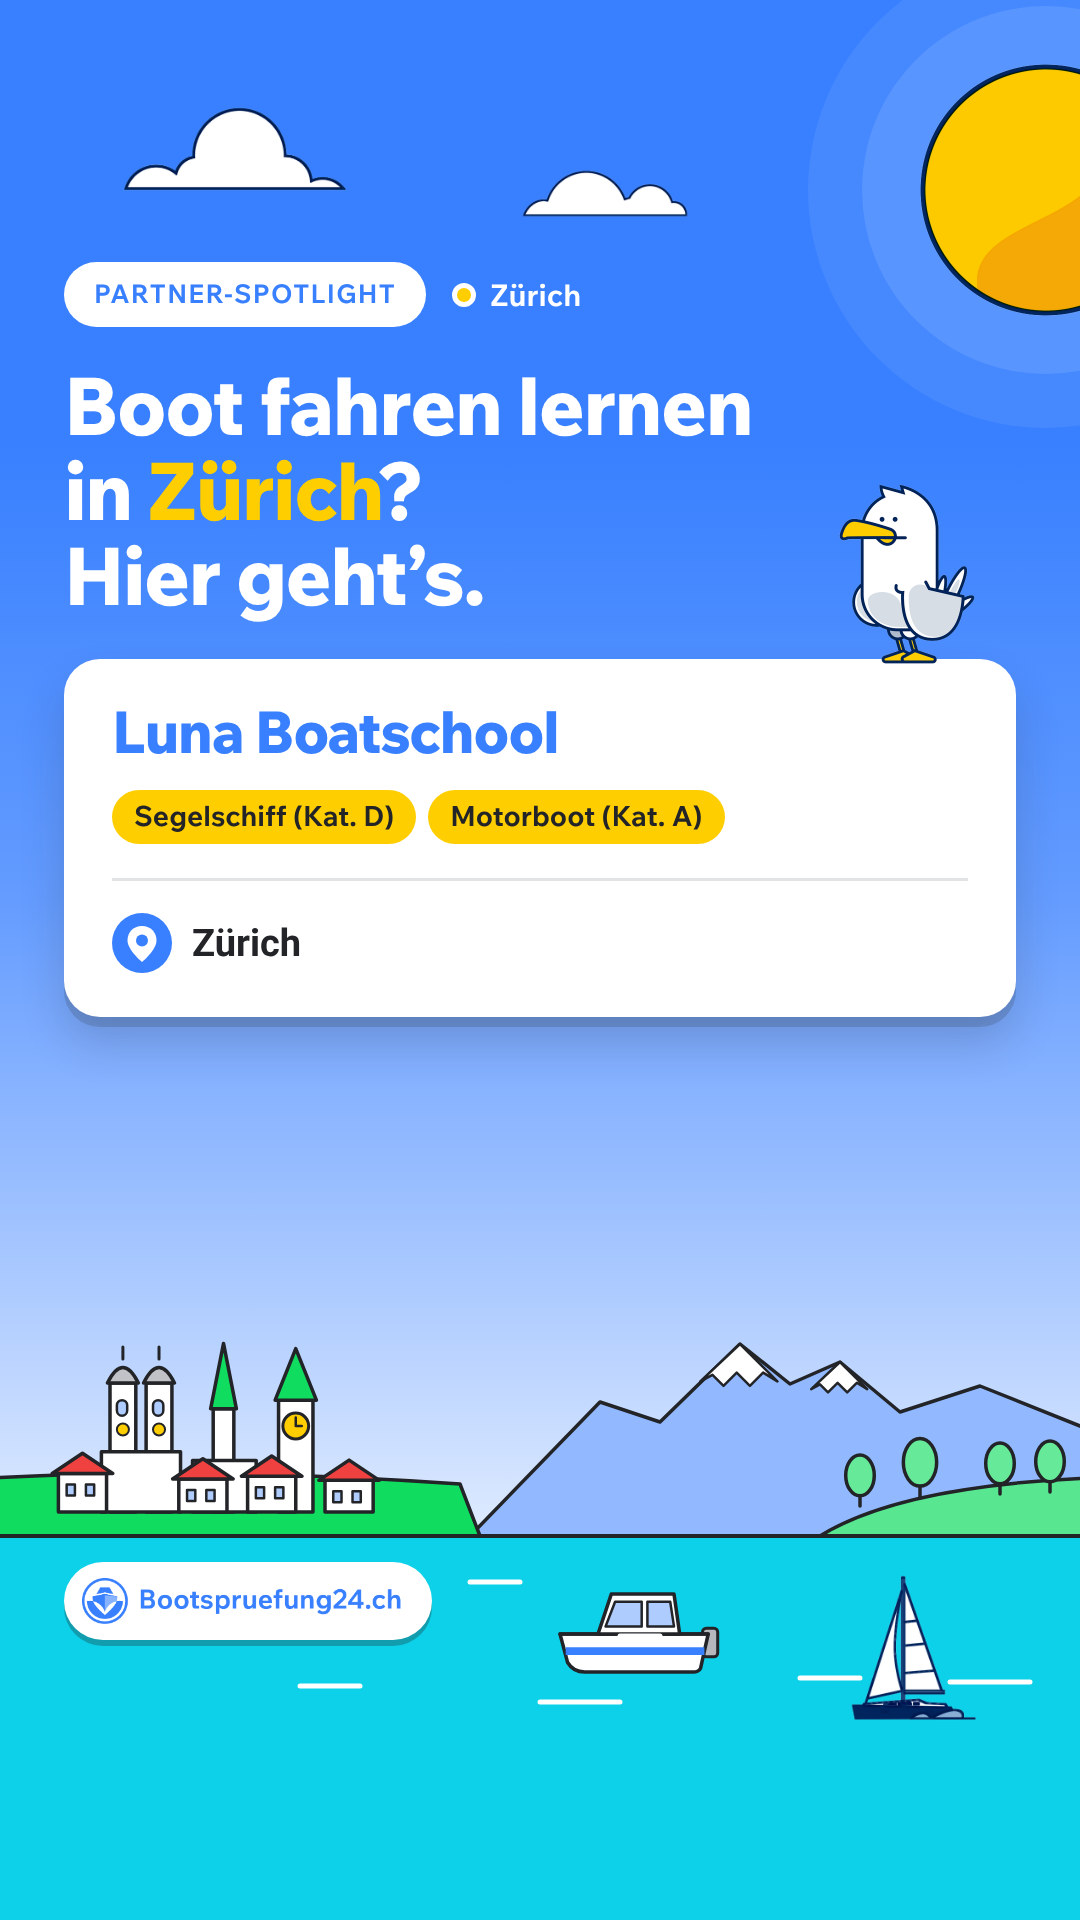 PARTNER-SPOTLIGHT
Zürich
Boot fahren lernen
in Zürich?
Hier geht’s.
Luna Boatschool
Segelschiff (Kat. D)
Motorboot (Kat. A)
Zürich
Bootspruefung24.ch